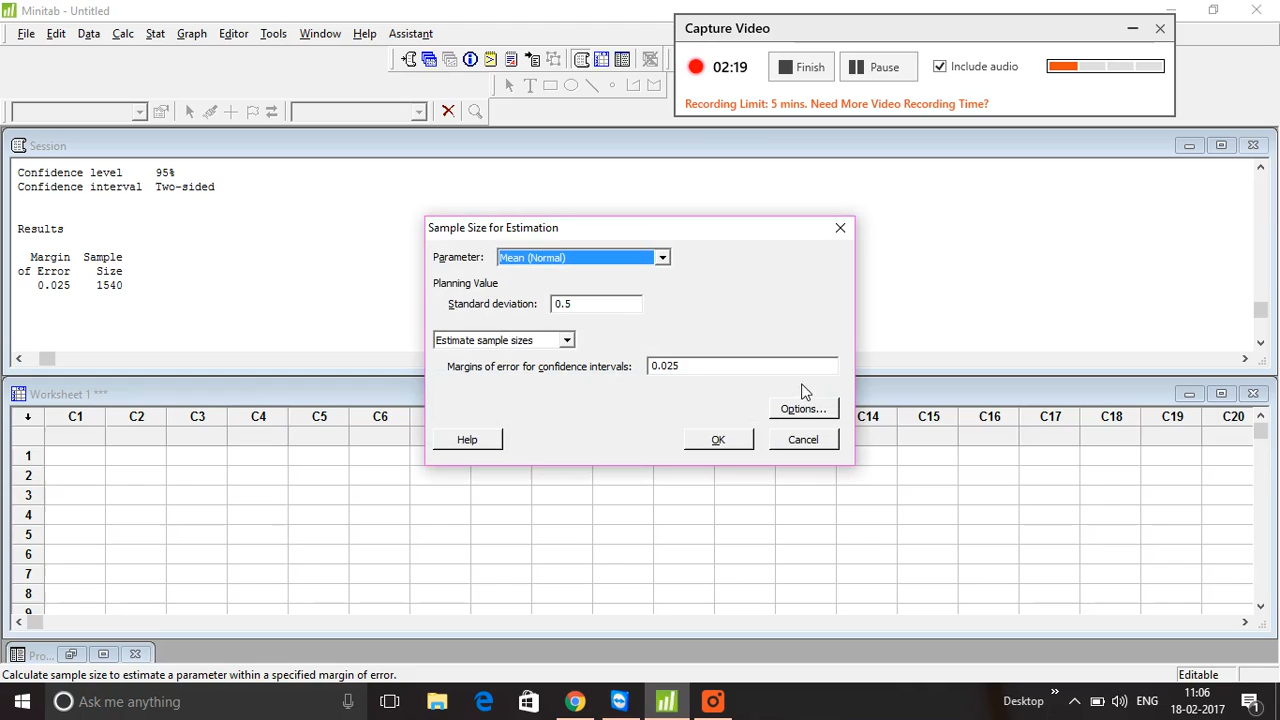 Minitab - Untitled
File Edit Data Calc Stat Graph Editor Tools Window Help Assistant
Capture Video
02:19 Finish Pause Include audio
Recording Limit: 5 mins. Need More Video Recording Time?
Session
Confidence level 95%
Confidence interval Two-sided
Results
Margin Sample
of Error Size
0.025 1540
Sample Size for Estimation
Parameter: Mean (Normal)
Planning Value
Standard deviation: 0.5
Estimate sample sizes
Margins of error for confidence intervals: 0.025
Options...
Help OK Cancel
Worksheet 1 ***
C1 C2 C3 C4 C5 C6 C14 C15 C16 C17 C18 C19 C20
1
2
3
4
5
6
7
8
9
Pro...
Calculate sample size to estimate a parameter within a specified margin of error. Editable
Ask me anything Desktop ENG 11:06
18-02-2017
1